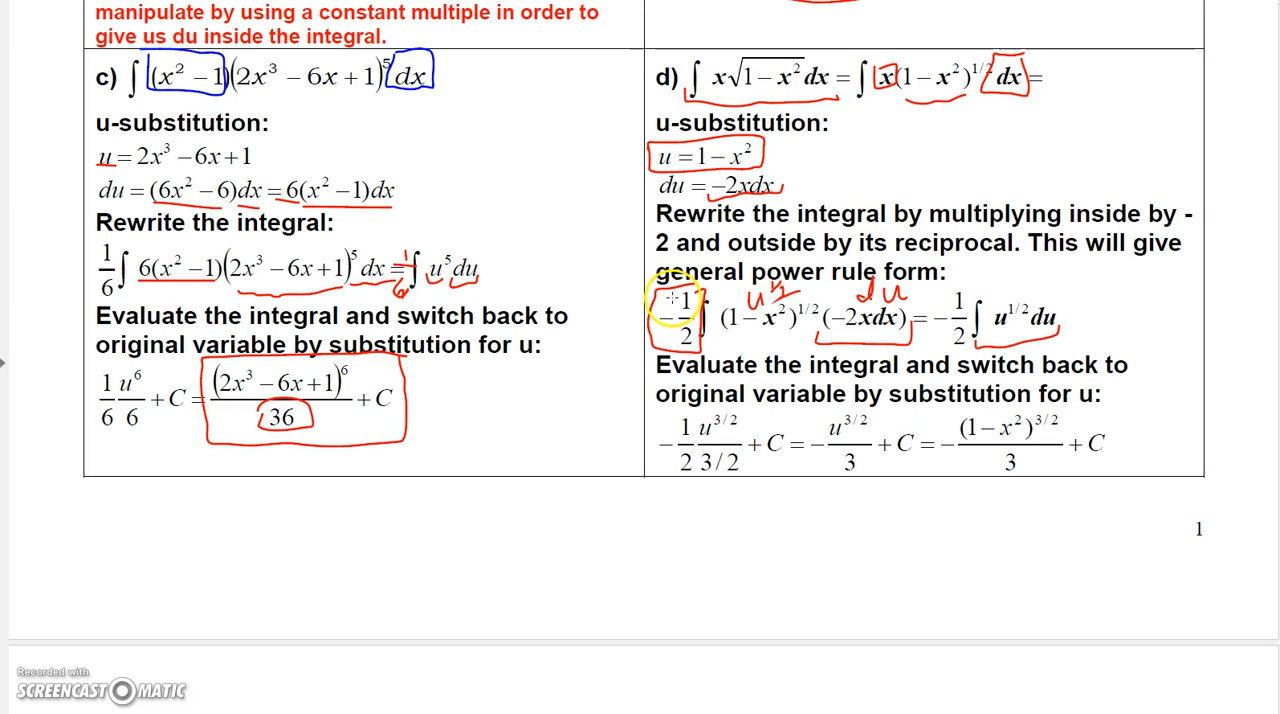 manipulate by using a constant multiple in order to
give us du inside the integral.
c) ∫ (x² − 1)(2x³ − 6x + 1)⁵ dx
u-substitution:
u = 2x³ − 6x + 1
du = (6x² − 6)dx = 6(x² − 1)dx
Rewrite the integral:
1/6 ∫ 6(x² − 1)(2x³ − 6x + 1)⁵ dx = 1/6 ∫ u⁵ du
Evaluate the integral and switch back to
original variable by substitution for u:
1/6 u⁶/6 + C = (2x³ − 6x + 1)⁶/36 + C
d) ∫ x√(1 − x²) dx = ∫ x(1 − x²)^1/2 dx =
u-substitution:
u = 1 − x²
du = −2xdx
Rewrite the integral by multiplying inside by -
2 and outside by its reciprocal. This will give
general power rule form:
u^1/2 du
−1/2 ∫ (1 − x²)^1/2 (−2xdx) = −1/2 ∫ u^1/2 du
Evaluate the integral and switch back to
original variable by substitution for u:
−1/2 u^3/2/3/2 + C = −u^3/2/3 + C = −(1 − x²)^3/2/3 + C
1
Recorded with
SCREENCAST MATIC